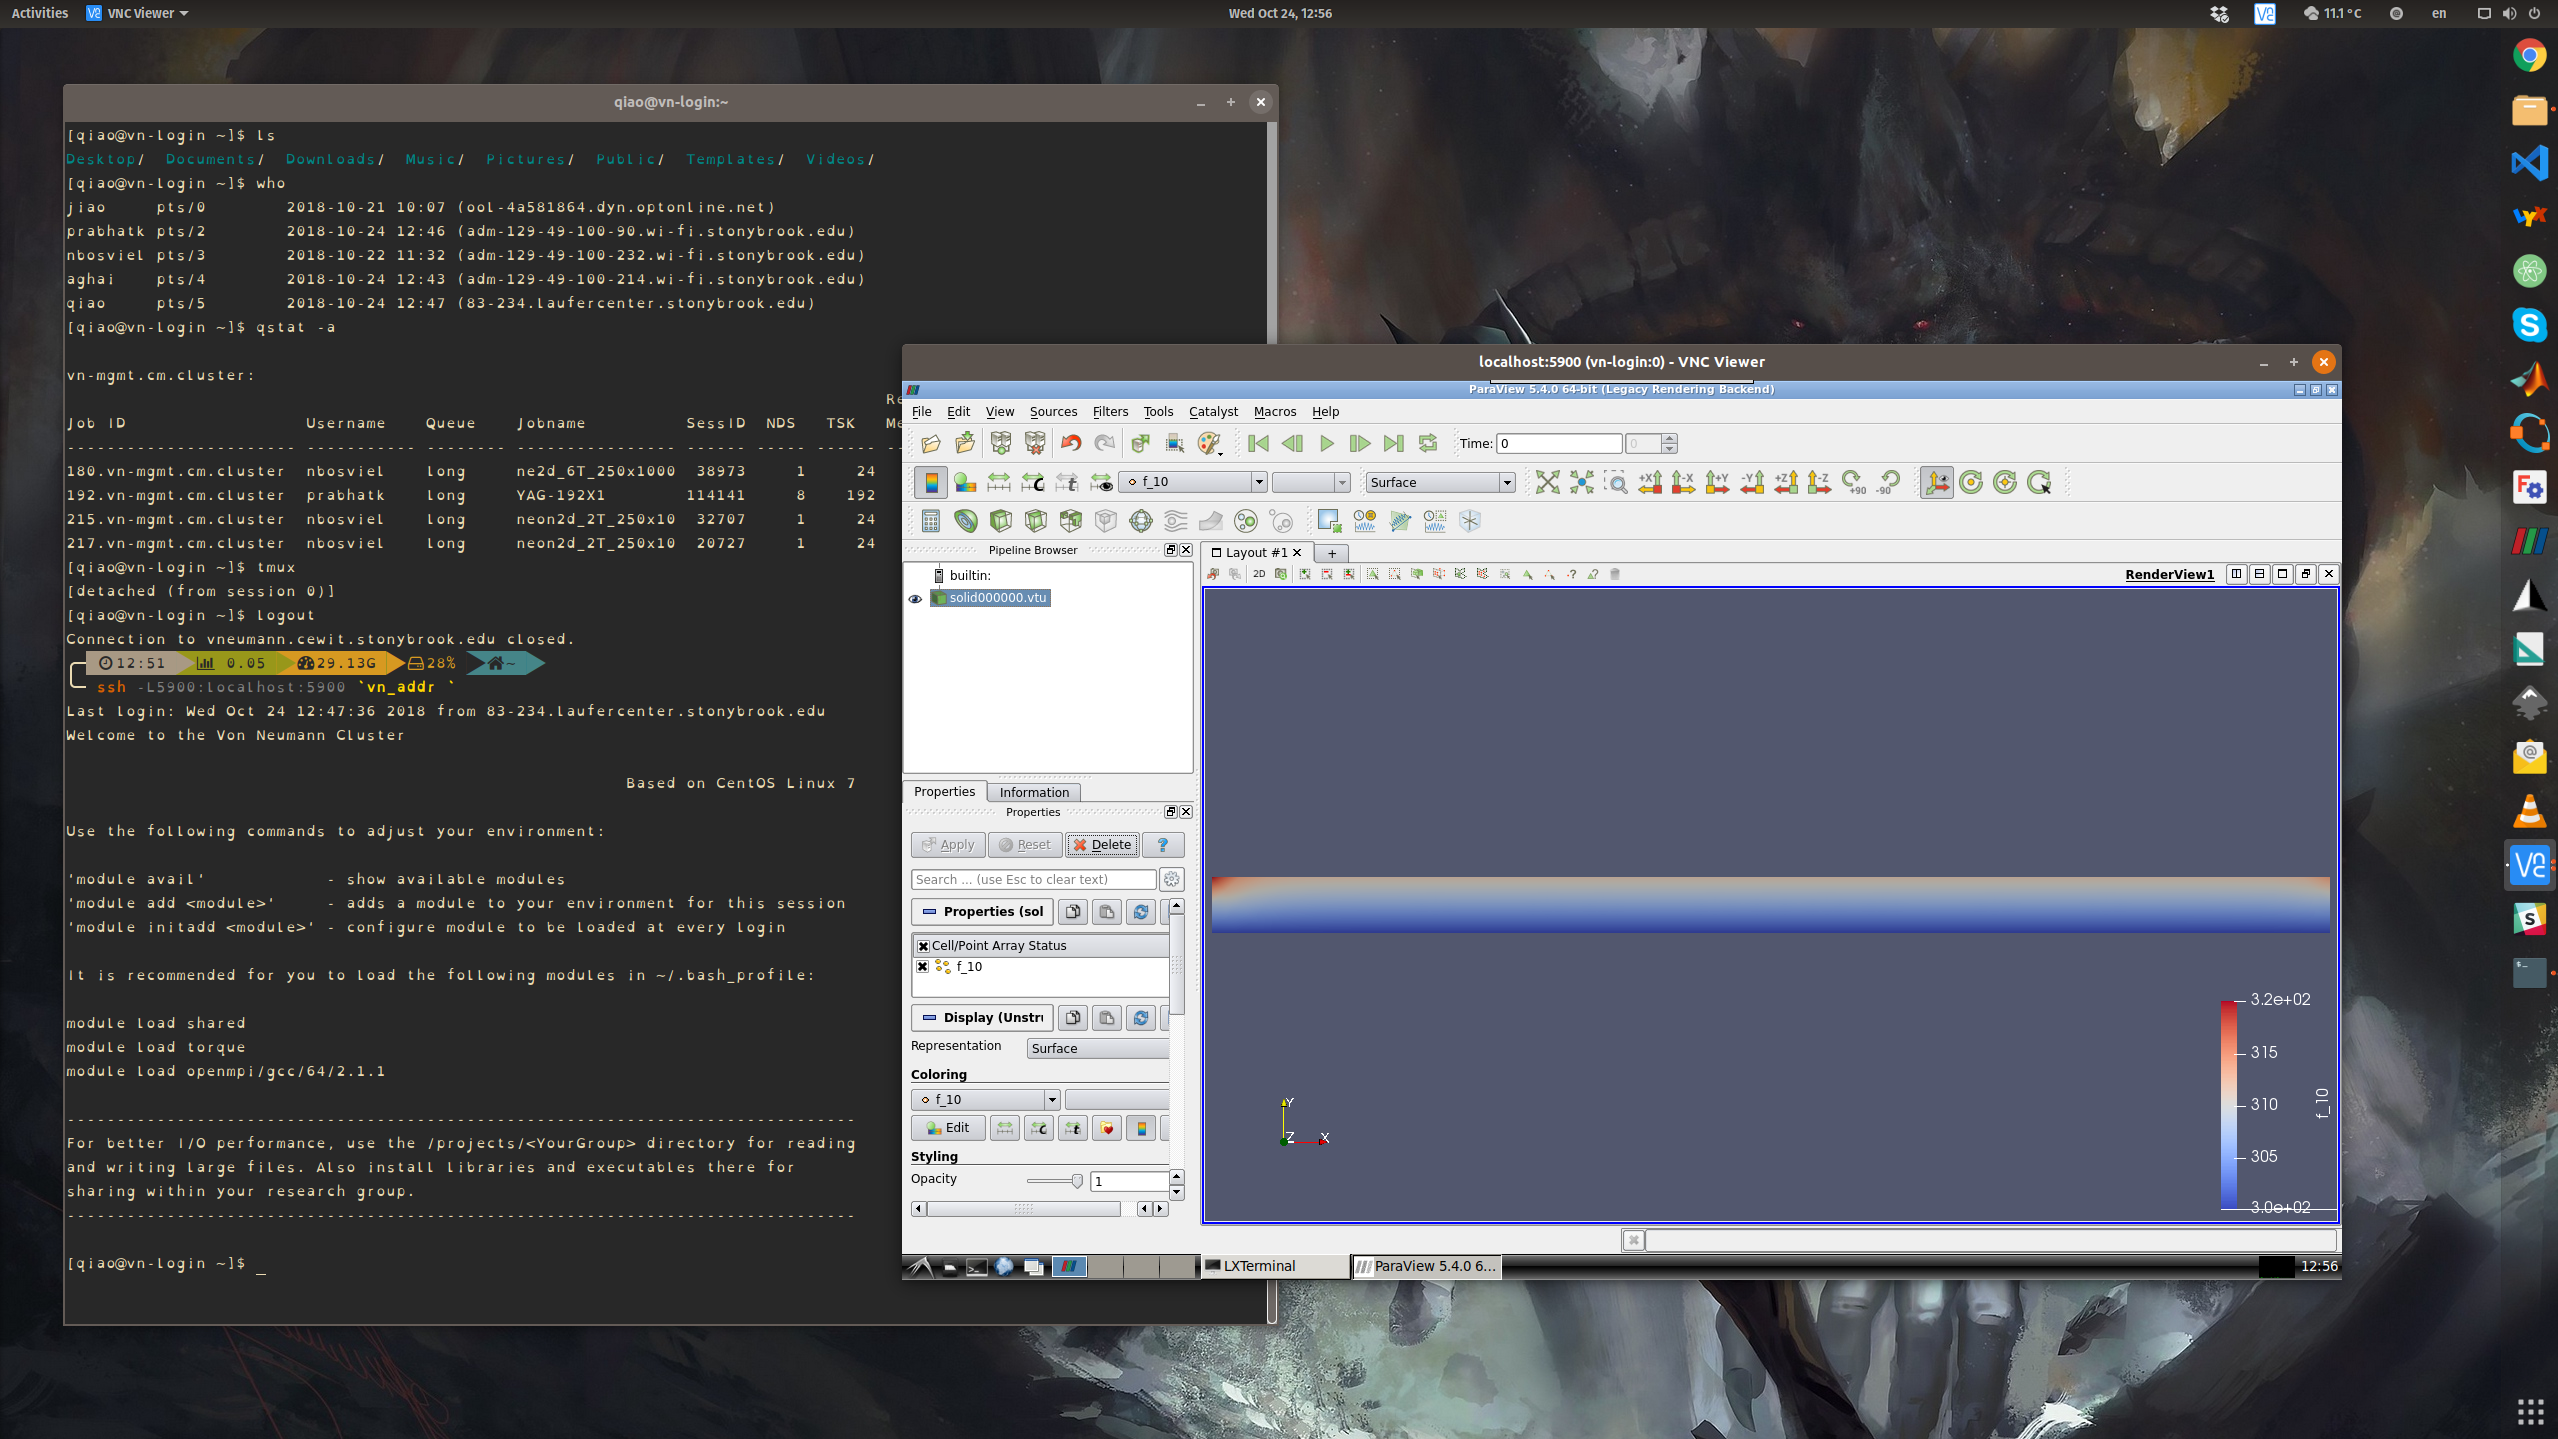 Activities
VNC Viewer
Wed Oct 24, 12:56
11.1 °C
en
qiao@vn-login:~
[qiao@vn-login ~]$ ls
Desktop/ Documents/ Downloads/ Music/ Pictures/ Public/ Templates/ Videos/
[qiao@vn-login ~]$ who
jiao pts/0 2018-10-21 10:07 (ool-4a581864.dyn.optonline.net)
prabhatk pts/2 2018-10-24 12:46 (adm-129-49-100-90.wi-fi.stonybrook.edu)
nbosviel pts/3 2018-10-22 11:32 (adm-129-49-100-232.wi-fi.stonybrook.edu)
aghai pts/4 2018-10-24 12:43 (adm-129-49-100-214.wi-fi.stonybrook.edu)
qiao pts/5 2018-10-24 12:47 (83-234.laufercenter.stonybrook.edu)
[qiao@vn-login ~]$ qstat -a
vn-mgmt.cm.cluster:
Re
Job ID Username Queue Jobname SessID NDS TSK Me
----------------------- ----------- -------- ---------------- ------ ----- ------ --
180.vn-mgmt.cm.cluster nbosviel long ne2d_6T_250x1000 38973 1 24
192.vn-mgmt.cm.cluster prabhatk long YAG-192X1 114141 8 192
215.vn-mgmt.cm.cluster nbosviel long neon2d_2T_250x10 32707 1 24
217.vn-mgmt.cm.cluster nbosviel long neon2d_2T_250x10 20727 1 24
[qiao@vn-login ~]$ tmux
[detached (from session 0)]
[qiao@vn-login ~]$ logout
Connection to vneumann.cewit.stonybrook.edu closed.
12:51 0.05 29.13G 28% ~
ssh -L5900:localhost:5900 `vn_addr `
Last login: Wed Oct 24 12:47:36 2018 from 83-234.laufercenter.stonybrook.edu
Welcome to the Von Neumann Cluster
Based on CentOS Linux 7
Use the following commands to adjust your environment:
'module avail' - show available modules
'module add <module>' - adds a module to your environment for this session
'module initadd <module>' - configure module to be loaded at every login
It is recommended for you to load the following modules in ~/.bash_profile:
module load shared
module load torque
module load openmpi/gcc/64/2.1.1
-------------------------------------------------------------------------------
For better I/O performance, use the /projects/<YourGroup> directory for reading
and writing large files. Also install libraries and executables there for
sharing within your research group.
-------------------------------------------------------------------------------
[qiao@vn-login ~]$ _
localhost:5900 (vn-login:0) - VNC Viewer
ParaView 5.4.0 64-bit (Legacy Rendering Backend)
File Edit View Sources Filters Tools Catalyst Macros Help
Time: 0 0
f_10 Surface +X -X +Y -Y +Z -Z +90 -90
Pipeline Browser
builtin:
solid000000.vtu
Layout #1 +
2D
RenderView1
Properties Information
Properties
Apply Reset Delete ?
Search ... (use Esc to clear text)
Properties (sol
Cell/Point Array Status
f_10
Display (Unstr
Representation Surface
Coloring
f_10
Edit
Styling
Opacity 1
3.2e+02
315
310
305
3.0e+02
f_10
Y
Z
X
LXTerminal
ParaView 5.4.0 6...
12:56